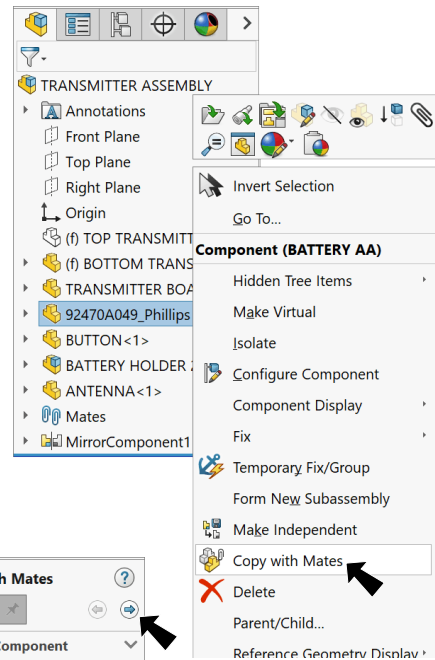 TRANSMITTER ASSEMBLY
Annotations
Front Plane
Top Plane
Right Plane
Origin
(f) TOP TRANSMIT
(f) BOTTOM TRANS
TRANSMITTER BOA
92470A049_Phillips
BUTTON<1>
BATTERY HOLDER
ANTENNA<1>
Mates
MirrorComponent1
Invert Selection
Go To...
Component (BATTERY AA)
Hidden Tree Items
Make Virtual
Isolate
Configure Component
Component Display
Fix
Temporary Fix/Group
Form New Subassembly
Make Independent
Copy with Mates
Delete
Parent/Child...
Reference Geometry Display
h Mates
?
omponent